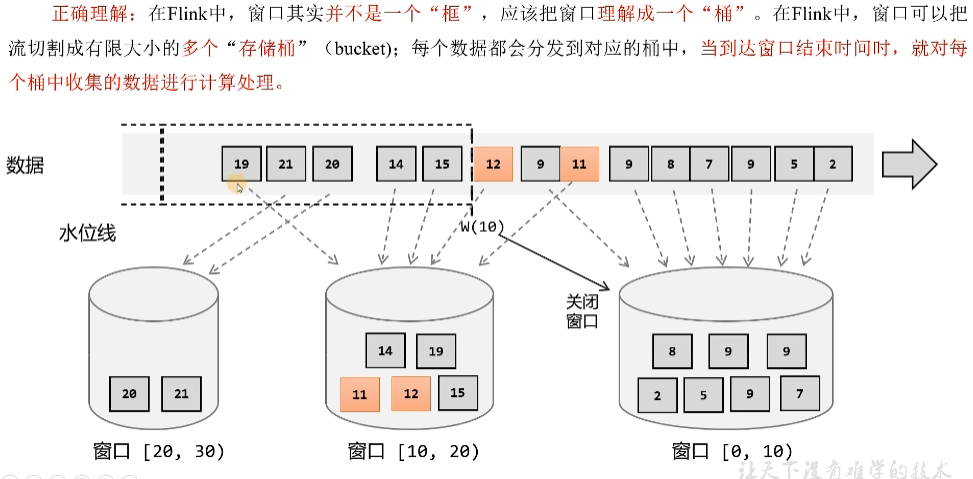 正确理解：在Flink中，窗口其实并不是一个“框”，应该把窗口理解成一个“桶”。在Flink中，窗口可以把
流切割成有限大小的多个“存储桶”（bucket)；每个数据都会分发到对应的桶中，当到达窗口结束时间时，就对每
个桶中收集的数据进行计算处理。
数据 19 21 20 14 15 12 9 11 9 8 7 9 5 2
水位线
W(10)
关闭
窗口
14 19
8 9 9
20 21
11 12 15
2 5 9 7
窗口 [20, 30)
窗口 [10, 20)
窗口 [0, 10)
让天下没有难学的技术